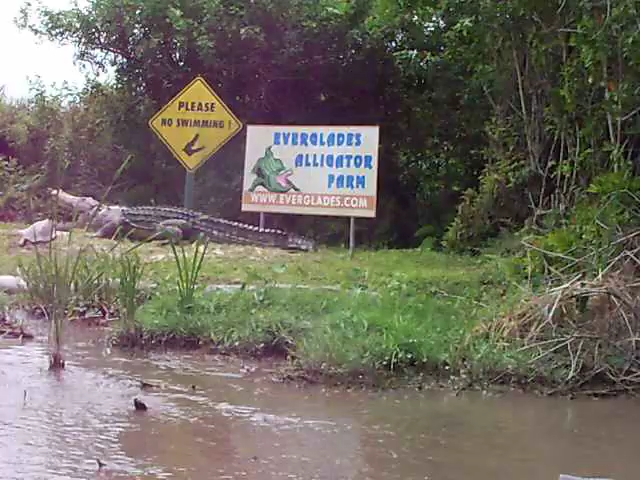 PLEASE
NO SWIMMING!
EVERGLADES
ALLIGATOR
FARM
WWW.EVERGLADES.COM